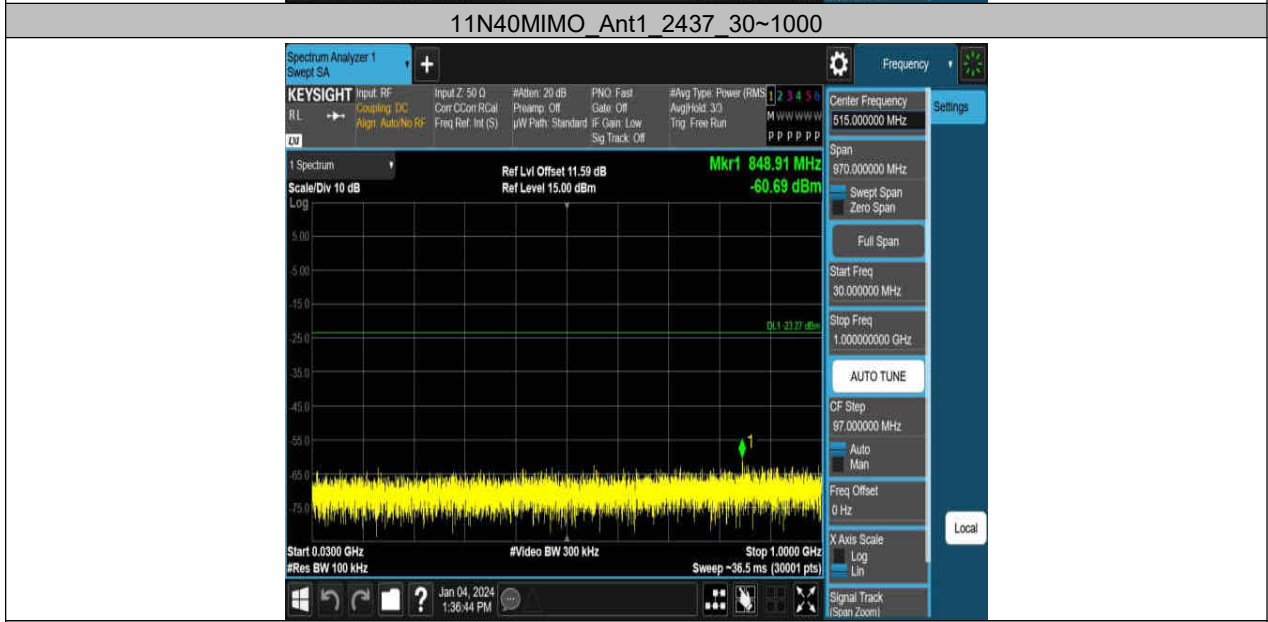 11N40MIMO_Ant1_2437_30~1000
Spectrum Analyzer 1
Swept SA
+
Frequency
KEYSIGHT
RL
Input: RF
Coupling: DC
Align: Auto/No RF
Input Z: 50 Ω
Corr CCorr RCal
Freq Ref: Int (S)
#Atten: 20 dB
Preamp: Off
µW Path: Standard
PNO: Fast
Gate: Off
IF Gain: Low
Sig Track: Off
#Avg Type: Power (RMS
Avg|Hold: 3/3
Trig: Free Run
1 2 3 4 5 6
M W W W W W
P P P P P P
Settings
Center Frequency
515.000000 MHz
Span
970.000000 MHz
Swept Span
Zero Span
Full Span
Start Freq
30.000000 MHz
Stop Freq
1.000000000 GHz
AUTO TUNE
CF Step
97.000000 MHz
Auto
Man
Freq Offset
0 Hz
X Axis Scale
Log
Lin
Signal Track
(Span Zoom)
Local
1 Spectrum
Scale/Div 10 dB
Log
Ref Lvl Offset 11.59 dB
Ref Level 15.00 dBm
Mkr1 848.91 MHz
-60.69 dBm
5.00
-5.00
-15.0
DL1 -23.27 dBm
-25.0
-35.0
-45.0
-55.0
1
-65.0
-75.0
Start 0.0300 GHz
#Res BW 100 kHz
#Video BW 300 kHz
Stop 1.0000 GHz
Sweep ~36.5 ms (30001 pts)
?
Jan 04, 2024
1:36:44 PM